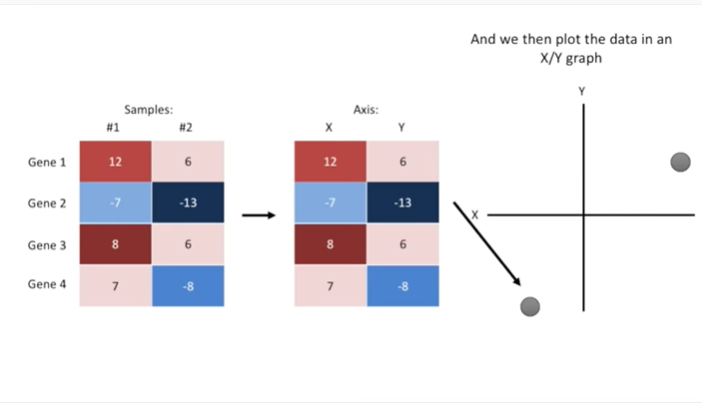 And we then plot the data in an
X/Y graph
Samples:
#1 #2
Gene 1 12 6
Gene 2 -7 -13
Gene 3 8 6
Gene 4 7 -8
Axis:
X Y
12 6
-7 -13
8 6
7 -8
Y
X